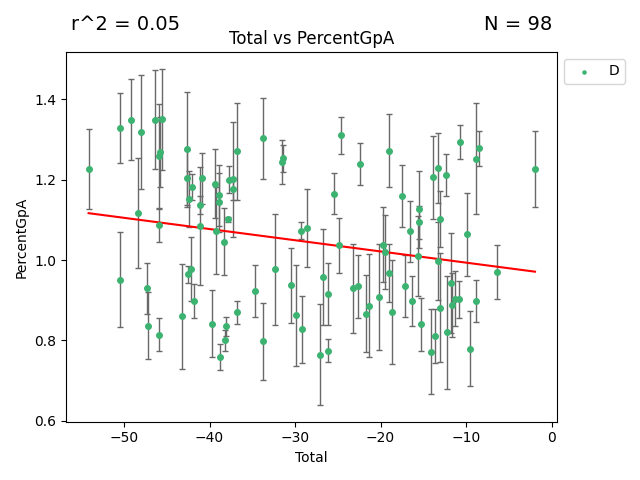 r^2 = 0.05
N = 98
Total vs PercentGpA
D
PercentGpA
1.4
1.2
1.0
0.8
0.6
−50
−40
−30
−20
−10
0
Total